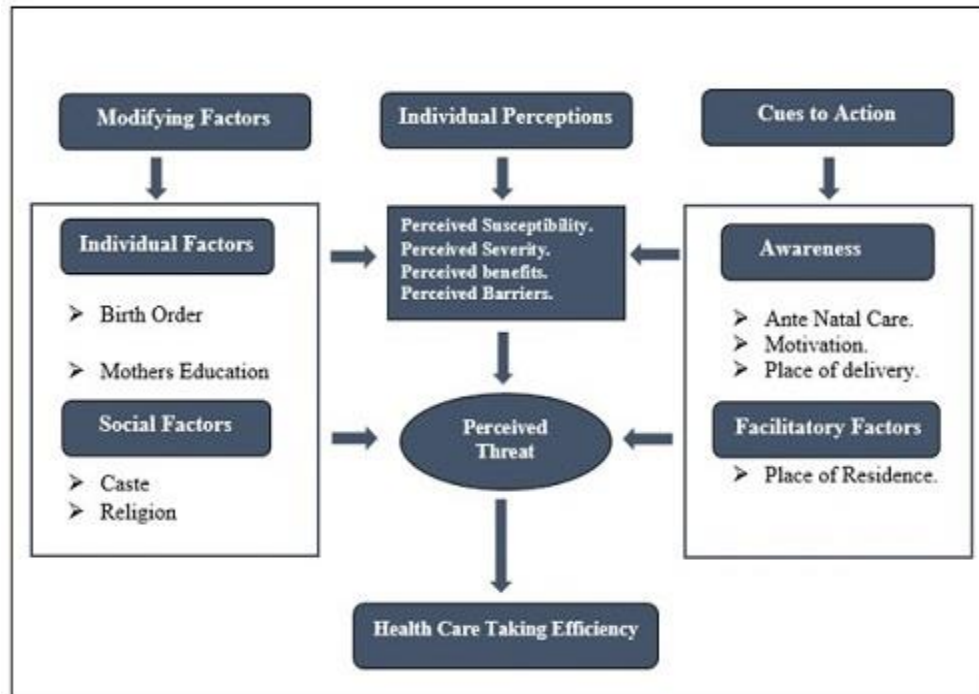 Modifying Factors
Individual Perceptions
Cues to Action
Individual Factors
➢ Birth Order
➢ Mothers Education
Social Factors
➢ Caste
➢ Religion
Perceived Susceptibility.
Perceived Severity.
Perceived benefits.
Perceived Barriers.
Perceived
Threat
Awareness
➢ Ante Natal Care.
➢ Motivation.
➢ Place of delivery.
Facilitatory Factors
➢ Place of Residence.
Health Care Taking Efficiency